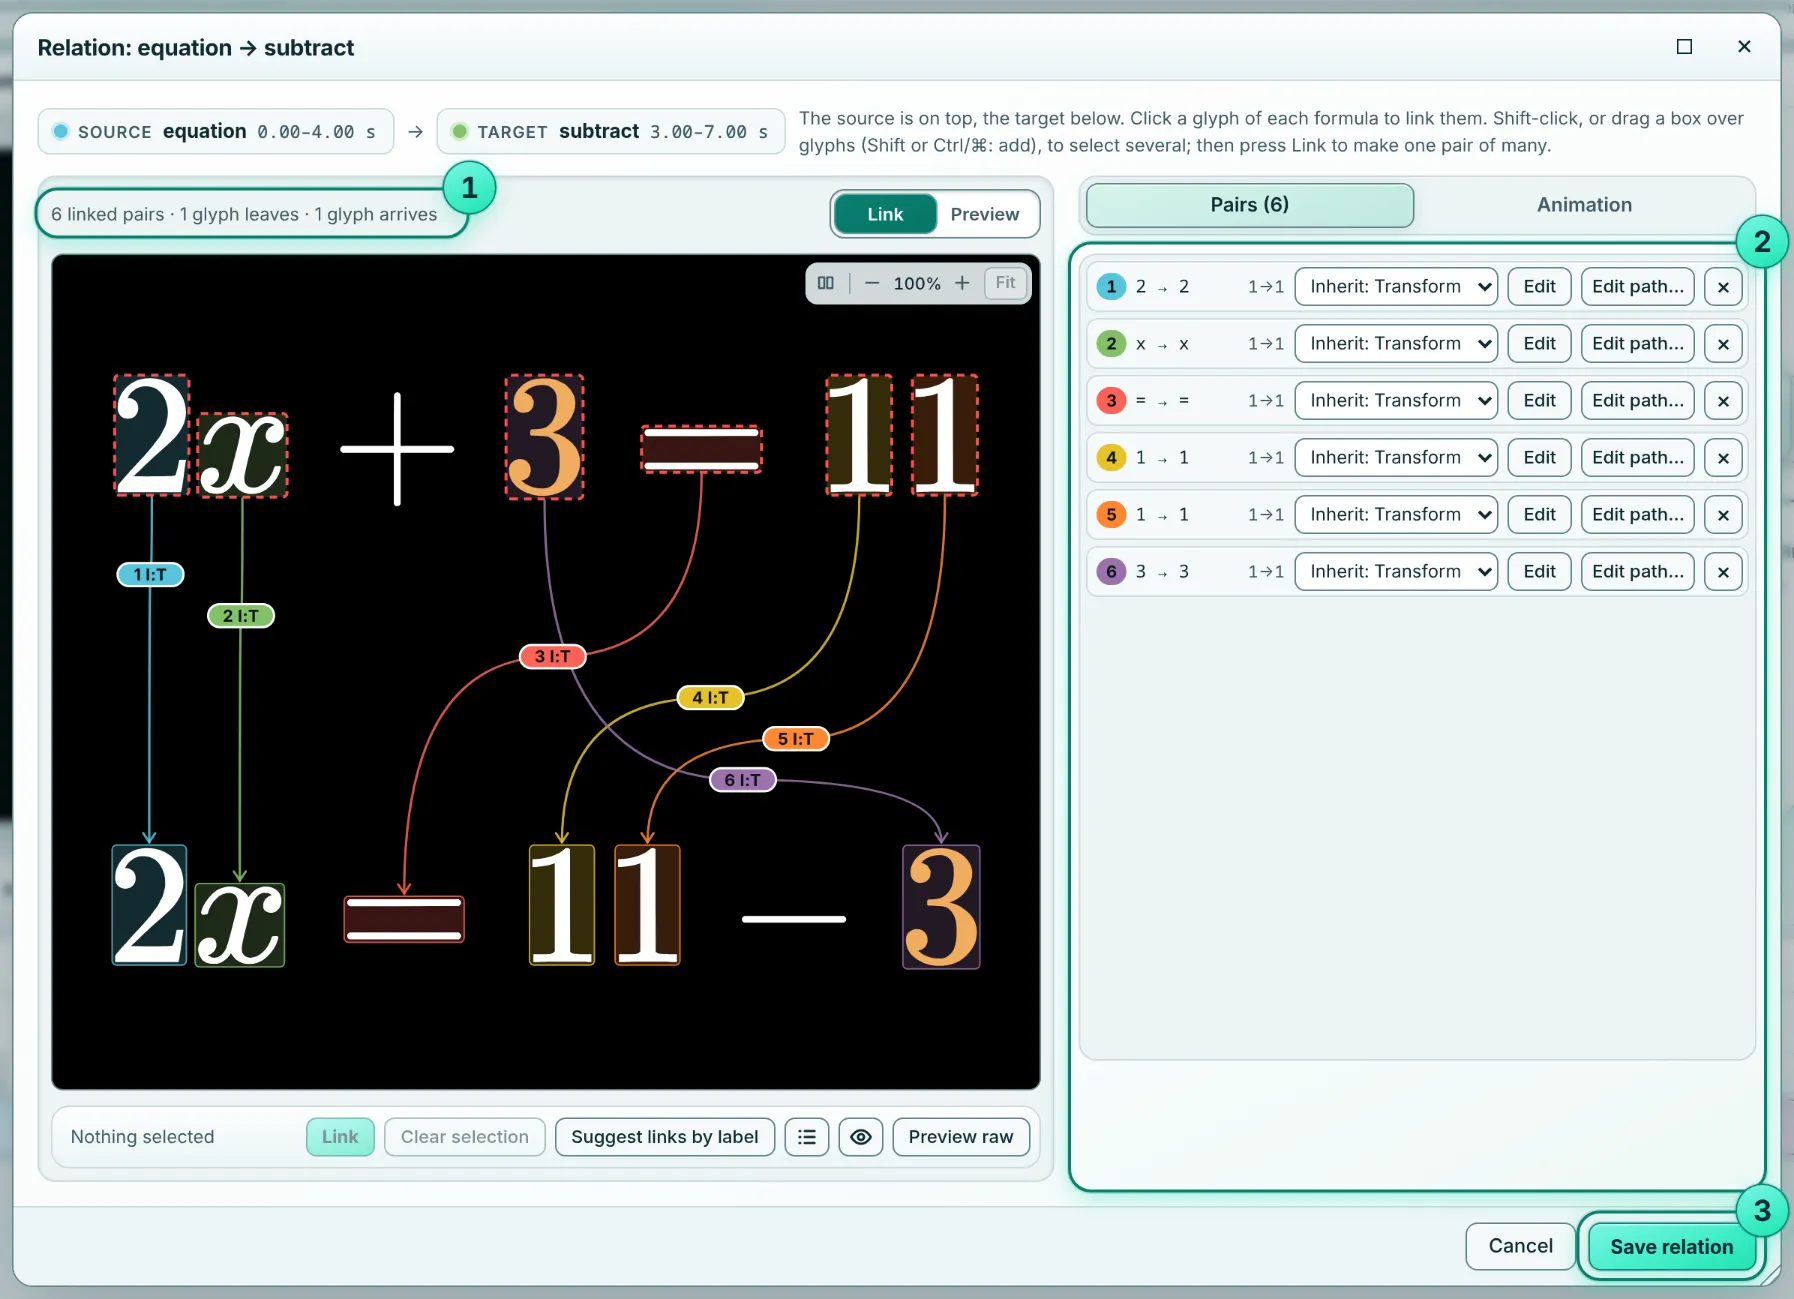 Relation: equation → subtract
SOURCE equation 0.00–4.00 s → TARGET subtract 3.00–7.00 s
The source is on top, the target below. Click a glyph of each formula to link them. Shift-click, or drag a box over
glyphs (Shift or Ctrl/⌘: add), to select several; then press Link to make one pair of many.
1
6 linked pairs · 1 glyph leaves · 1 glyph arrives
Link Preview
100% Fit
2x + 3 = 11
1 I:T
2 I:T
3 I:T
4 I:T
5 I:T
6 I:T
2x = 11 − 3
Nothing selected Link Clear selection Suggest links by label Preview raw
Pairs (6) Animation
2
1 2 → 2 1→1 Inherit: Transform Edit Edit path... ×
2 x → x 1→1 Inherit: Transform Edit Edit path... ×
3 = → = 1→1 Inherit: Transform Edit Edit path... ×
4 1 → 1 1→1 Inherit: Transform Edit Edit path... ×
5 1 → 1 1→1 Inherit: Transform Edit Edit path... ×
6 3 → 3 1→1 Inherit: Transform Edit Edit path... ×
3
Cancel Save relation